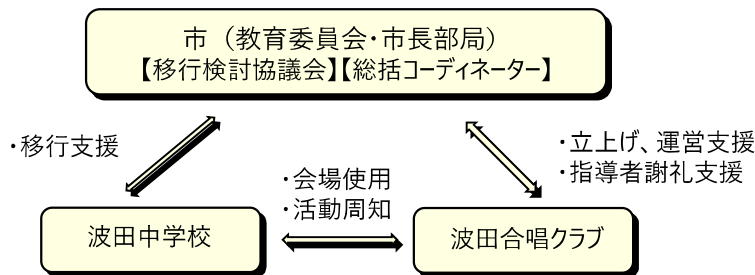 市（教育委員会・市長部局）
【移行検討協議会】【総括コーディネーター】
・移行支援
・立上げ、運営支援
・指導者謝礼支援
・会場使用
・活動周知
波田中学校
波田合唱クラブ